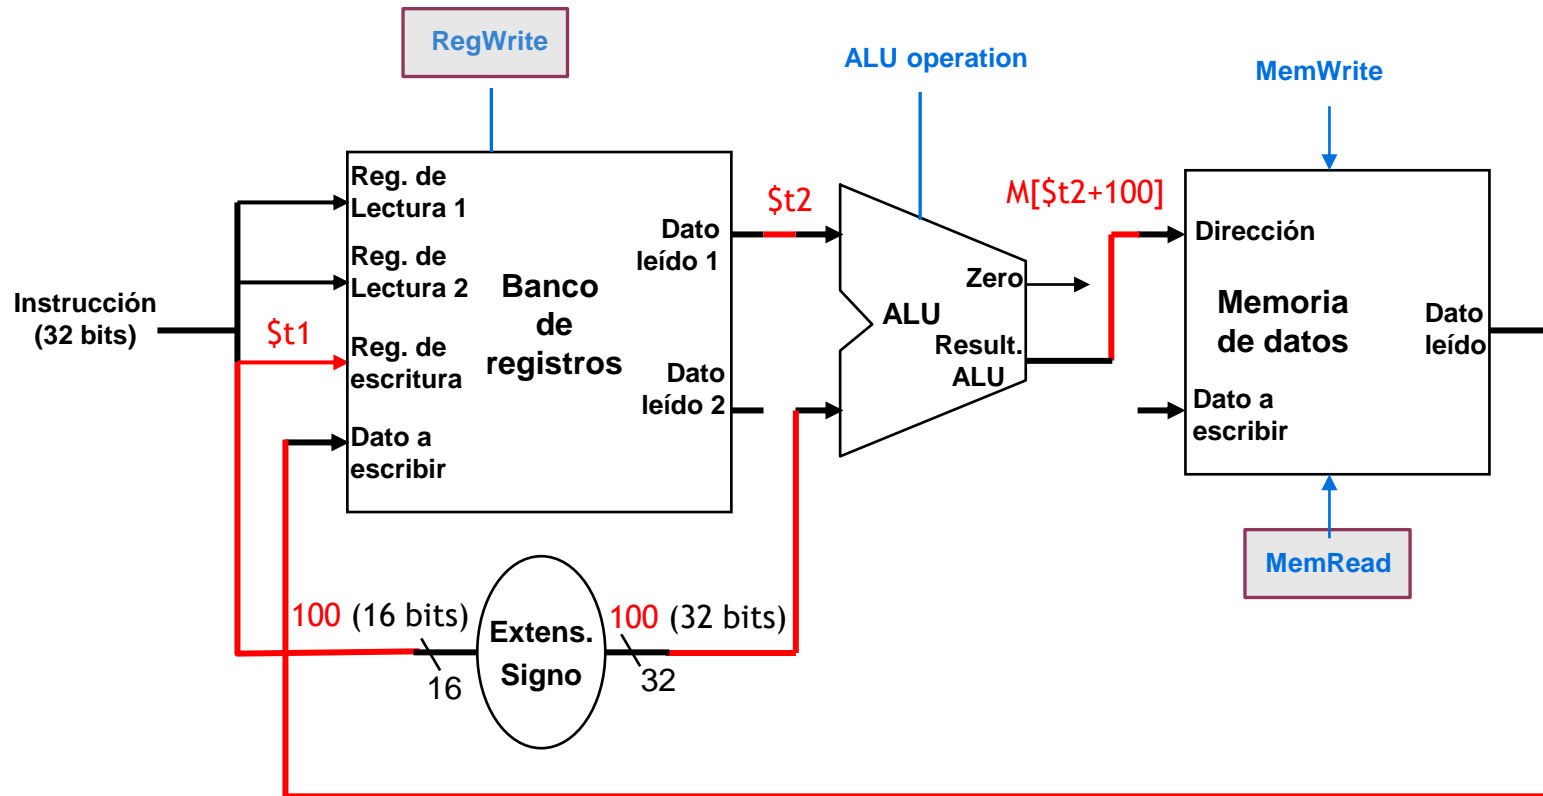 RegWrite
ALU operation
MemWrite
Reg. de
Lectura 1
Reg. de
Lectura 2
Reg. de
escritura
Dato a
escribir
Instrucción
(32 bits)
$t1
Banco
de
registros
Dato
leído 1
Dato
leído 2
$t2
ALU
Zero
Result.
ALU
M[$t2+100]
Dirección
Memoria
de datos
Dato
leído
Dato a
escribir
MemRead
100 (16 bits)
16
Extens.
Signo
100 (32 bits)
32